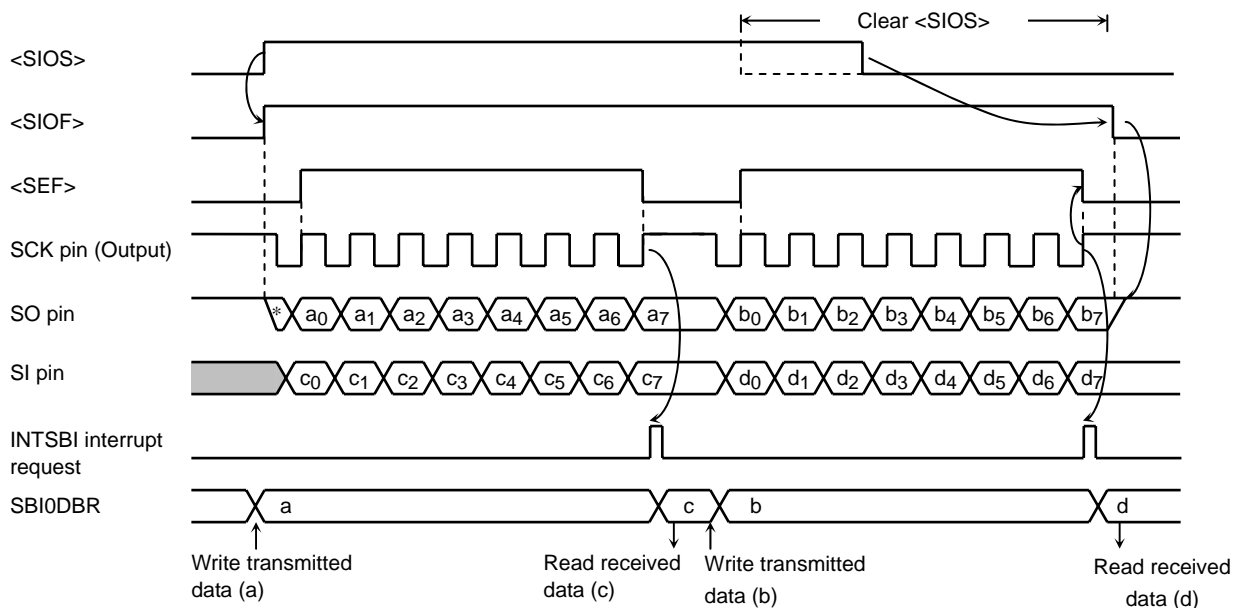 Clear <SIOS>
<SIOS>
<SIOF>
<SEF>
SCK pin (Output)
SO pin
* a0 a1 a2 a3 a4 a5 a6 a7 b0 b1 b2 b3 b4 b5 b6 b7
SI pin
c0 c1 c2 c3 c4 c5 c6 c7 d0 d1 d2 d3 d4 d5 d6 d7
INTSBI interrupt
request
SBI0DBR
a c b d
Write transmitted
data (a)
Read received
data (c)
Write transmitted
data (b)
Read received
data (d)